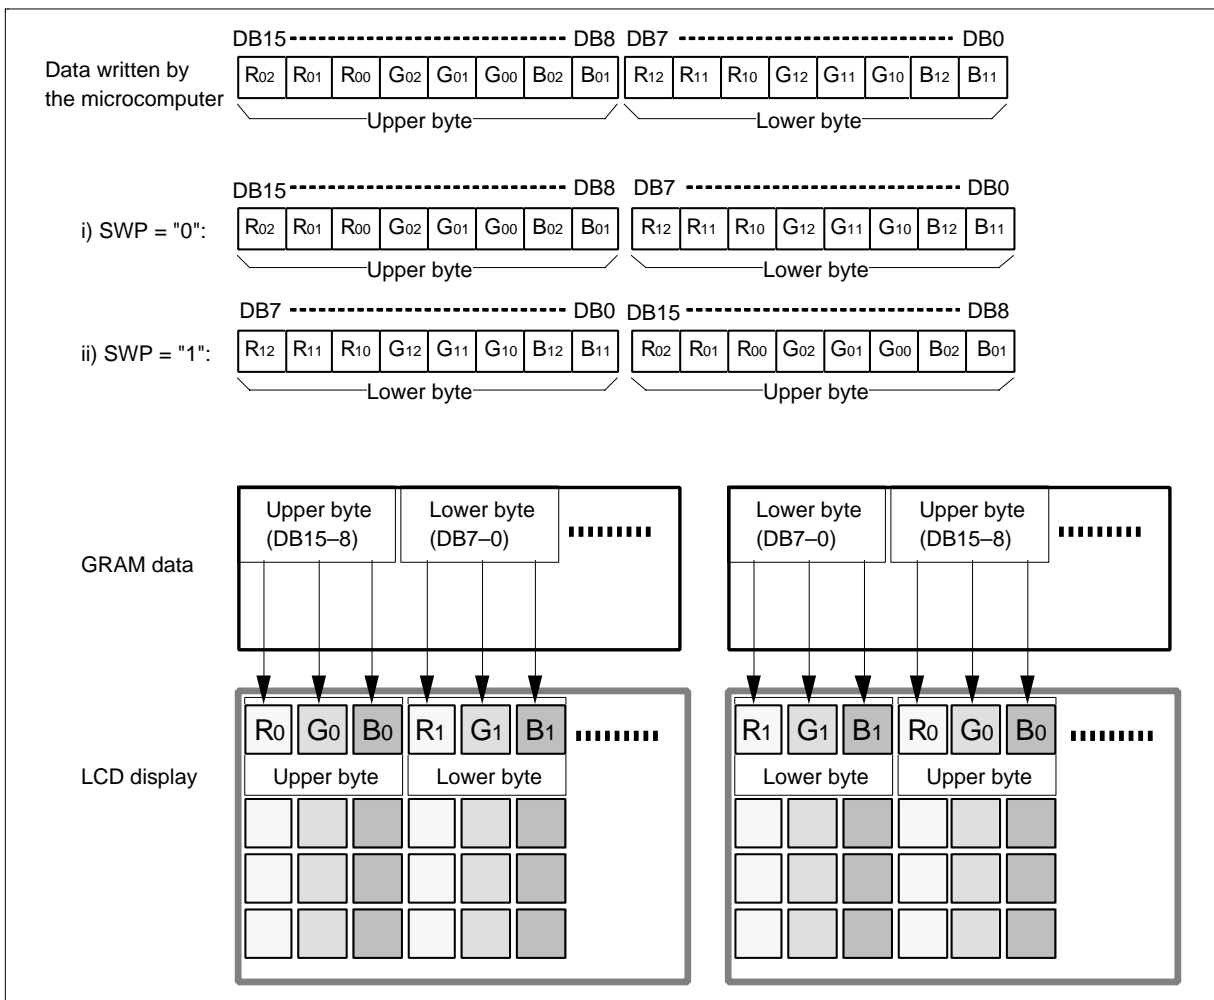 DB15 DB8 DB7 DB0
Data written by
the microcomputer
R02 R01 R00 G02 G01 G00 B02 B01 R12 R11 R10 G12 G11 G10 B12 B11
Upper byte Lower byte
DB15 DB8 DB7 DB0
i) SWP = "0": R02 R01 R00 G02 G01 G00 B02 B01 R12 R11 R10 G12 G11 G10 B12 B11
Upper byte Lower byte
DB7 DB0 DB15 DB8
ii) SWP = "1": R12 R11 R10 G12 G11 G10 B12 B11 R02 R01 R00 G02 G01 G00 B02 B01
Lower byte Upper byte
GRAM data
Upper byte
(DB15–8)
Lower byte
(DB7–0)
Lower byte
(DB7–0)
Upper byte
(DB15–8)
LCD display
R0 G0 B0 R1 G1 B1
Upper byte Lower byte
R1 G1 B1 R0 G0 B0
Lower byte Upper byte